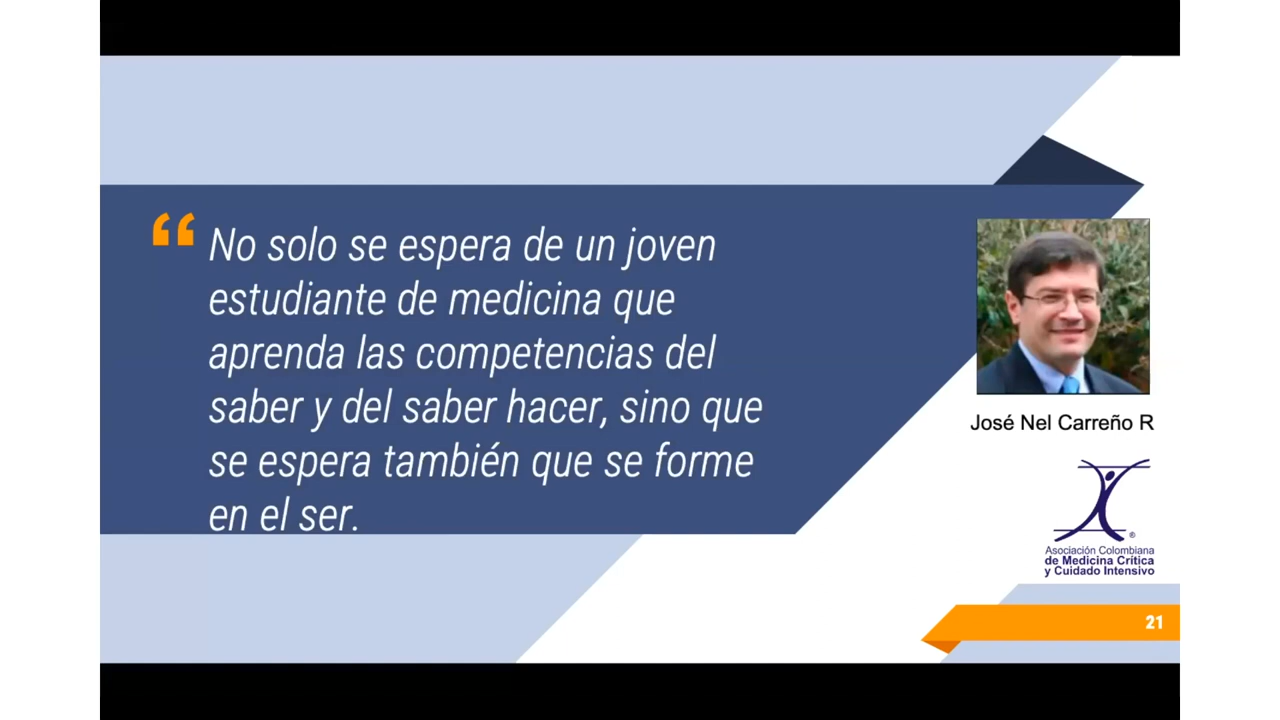 “ No solo se espera de un joven
estudiante de medicina que
aprenda las competencias del
saber y del saber hacer, sino que
se espera también que se forme
en el ser.
José Nel Carreño R
®
Asociación Colombiana
de Medicina Crítica
y Cuidado Intensivo
21